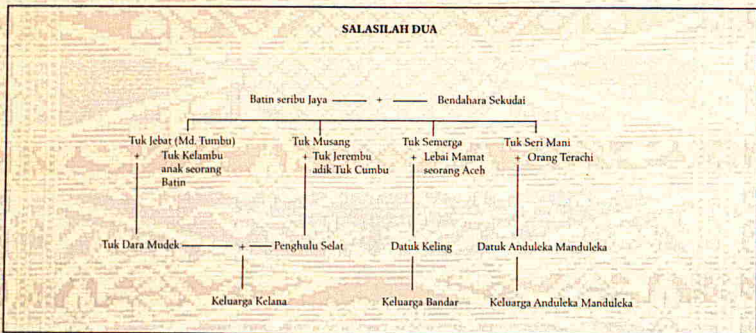 SALASILAH DUA
Batin seribu Jaya + Bendahara Sekudai
Tuk Jebat (Md. Tumbu)
+ Tuk Kelambu
anak seorang
Batin
Tuk Musang
+ Tuk Jerembu
adik Tuk Cumbu
Tuk Semerga
+ Lebai Mamat
seorang Aceh
Tuk Seri Mani
+ Orang Terachi
Tuk Dara Mudek + Penghulu Selat
Datuk Keling
Datuk Anduleka Manduleka
Keluarga Kelana
Keluarga Bandar
Keluarga Anduleka Manduleka